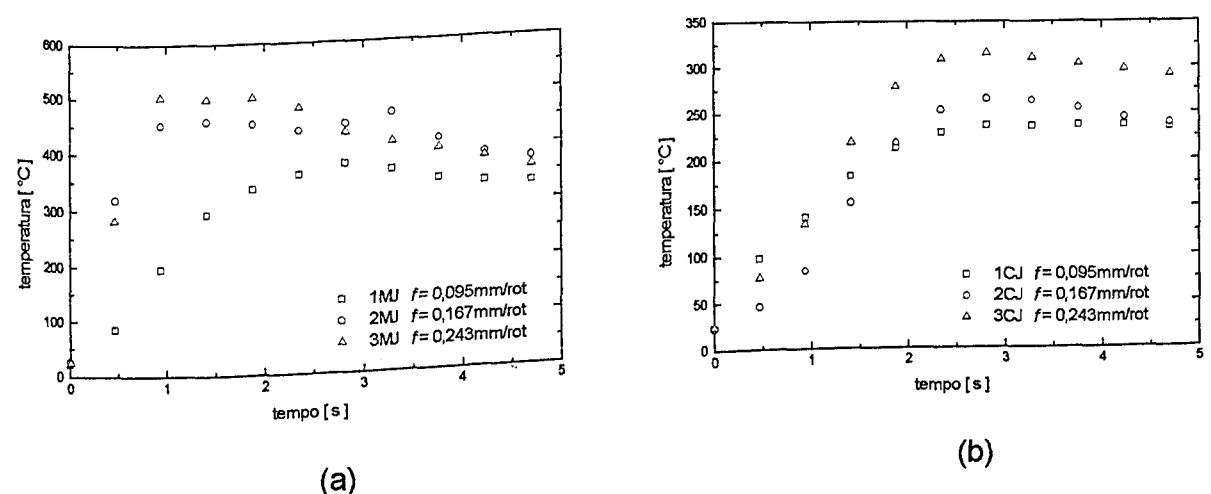 600
500
400
300
200
100
0
temperatura [ °C]
0 1 2 3 4 5
tempo [ s ]
1MJ f = 0,095mm/rot
2MJ f = 0,167mm/rot
3MJ f = 0,243mm/rot
(a)
350
300
250
200
150
100
50
0
temperatura [ °C]
0 1 2 3 4 5
tempo [ s ]
1CJ f = 0,095mm/rot
2CJ f = 0,167mm/rot
3CJ f = 0,243mm/rot
(b)